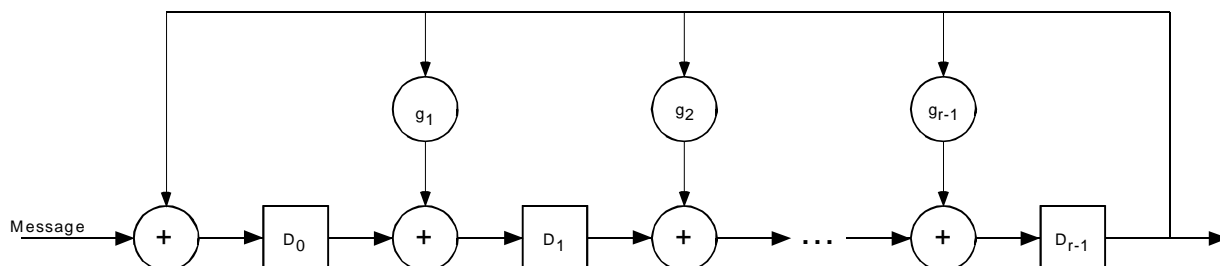 g1
g2
gr-1
Message
+
D0
+
D1
+
...
+
Dr-1